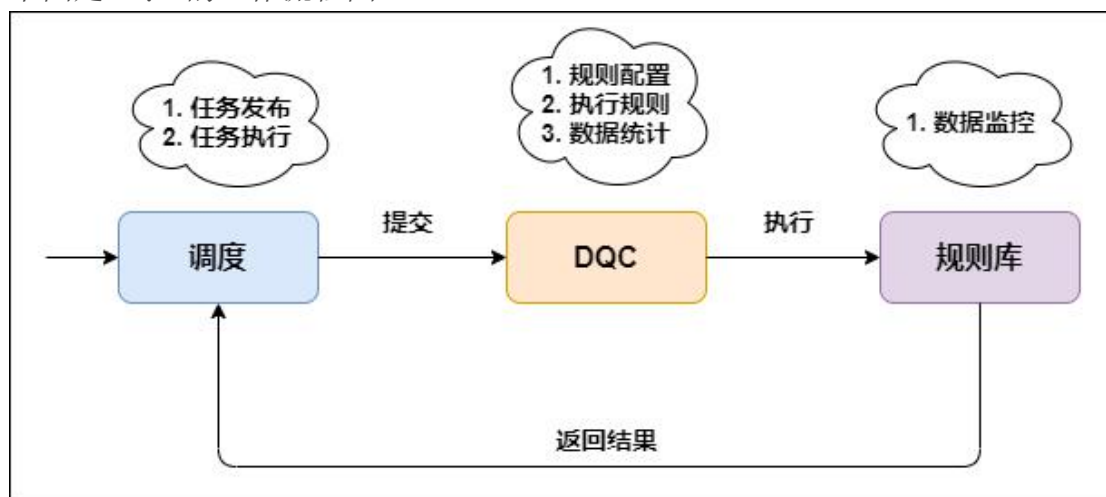 1. 任务发布
2. 任务执行
1. 规则配置
2. 执行规则
3. 数据统计
1. 数据监控
调度
提交
DQC
执行
规则库
返回结果